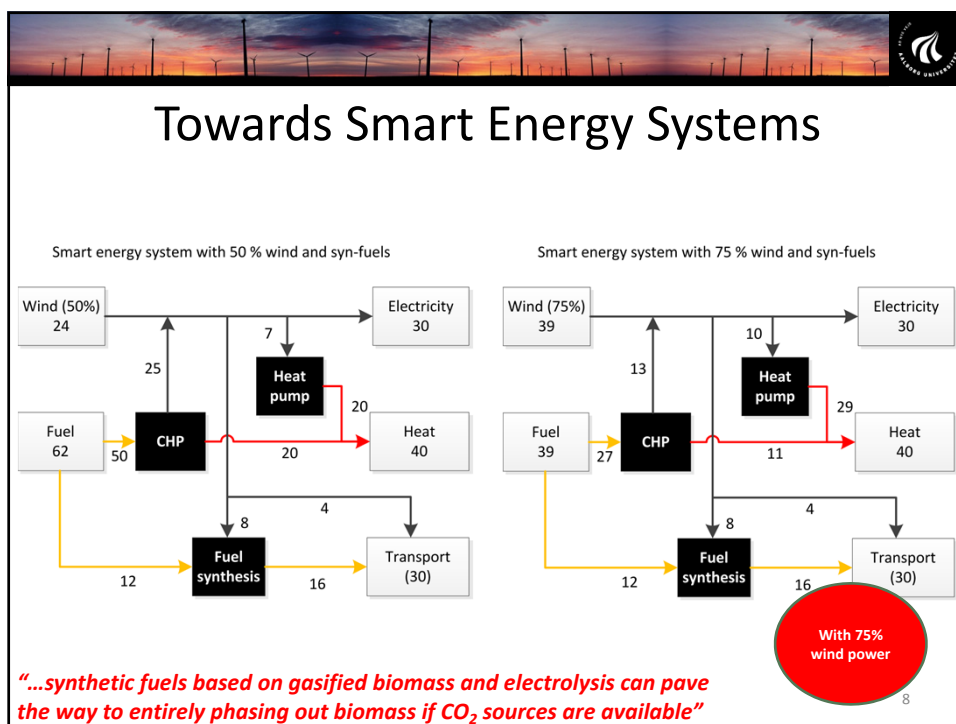 AALBORG UNIVERSITET
Towards Smart Energy Systems
Smart energy system with 50 % wind and syn-fuels
Wind (50%)
24
Electricity
30
7
25
Heat
pump
20
Fuel
62
50
CHP
20
Heat
40
4
8
Fuel
synthesis
12
16
Transport
(30)
Smart energy system with 75 % wind and syn-fuels
Wind (75%)
39
Electricity
30
10
13
Heat
pump
29
Fuel
39
27
CHP
11
Heat
40
4
8
Fuel
synthesis
12
16
Transport
(30)
With 75%
wind power
“…synthetic fuels based on gasified biomass and electrolysis can pave
the way to entirely phasing out biomass if CO₂ sources are available”
8